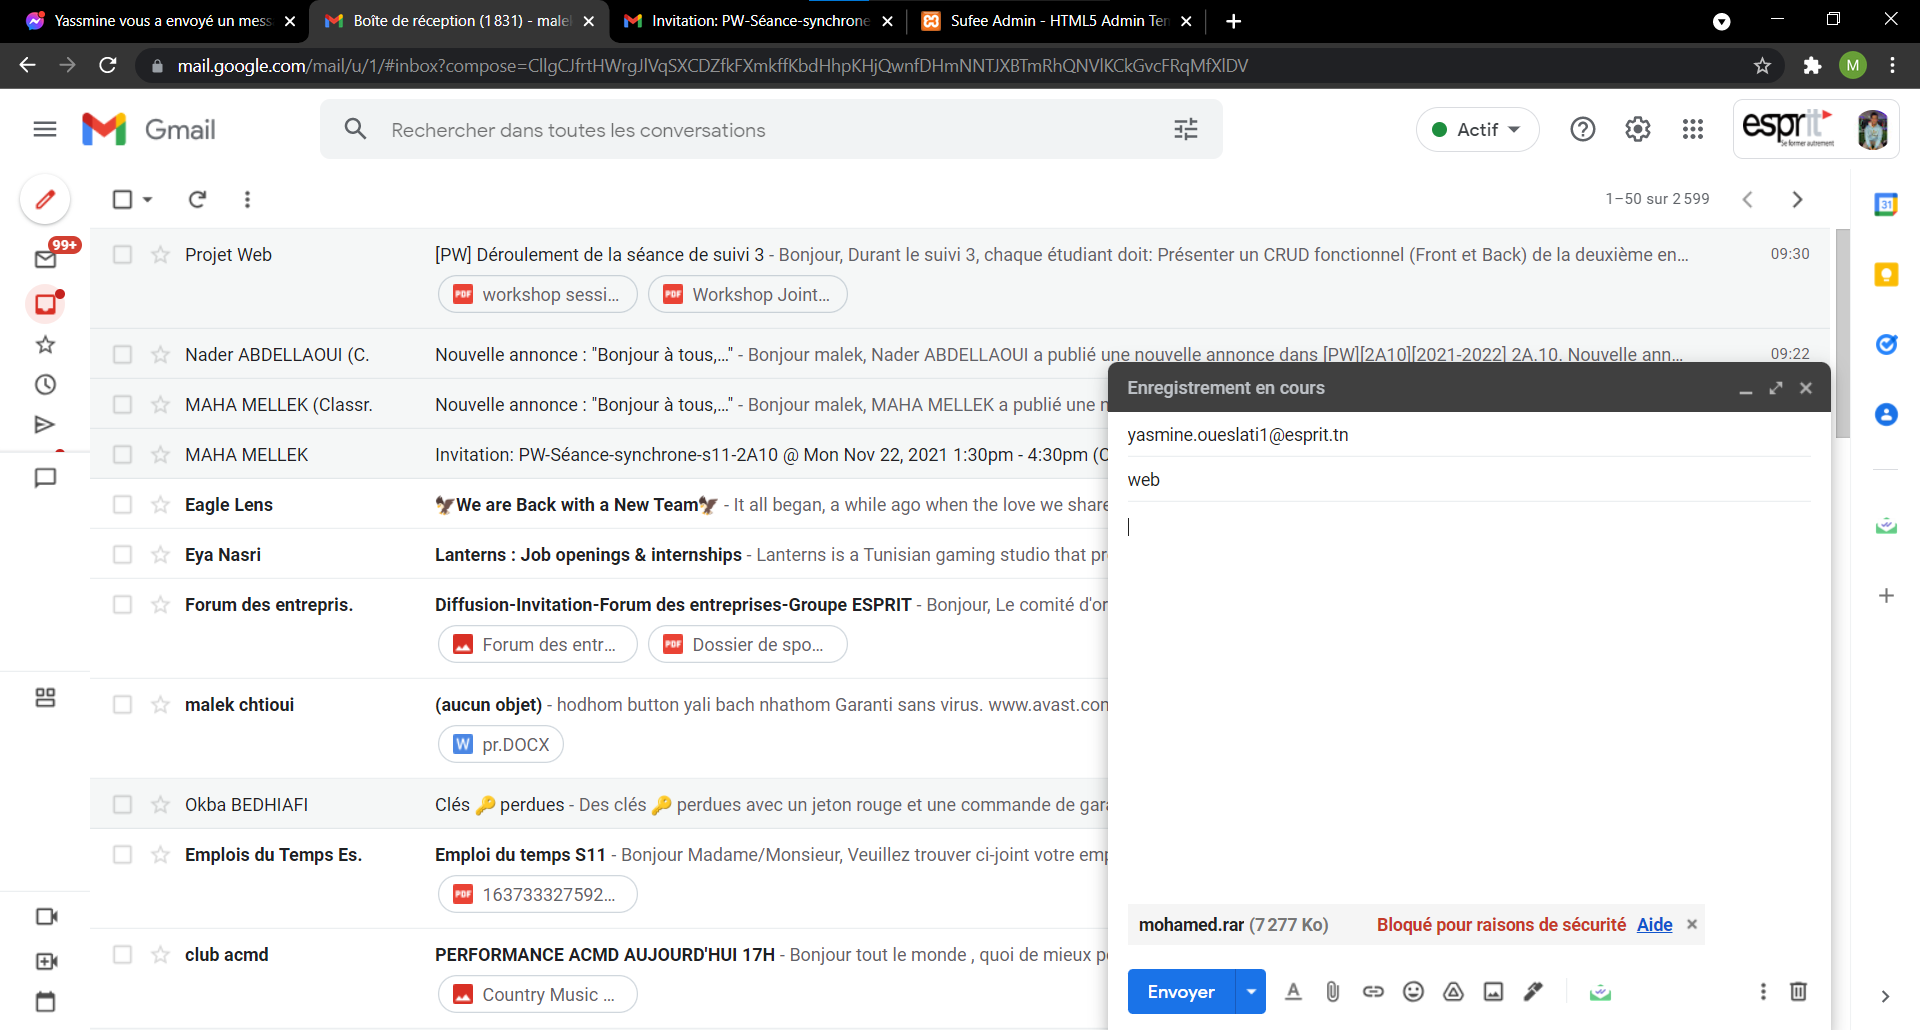 Yassmine vous a envoyé un mess
Boîte de réception (1 831) - malek
Invitation: PW-Séance-synchrone
Sufee Admin - HTML5 Admin Tem
mail.google.com/mail/u/1/#inbox?compose=CllgCJfrtHWrgJlVqSXCDZfkFXmkffKbdHhpKHjQwnfDHmNNTJXBTmRhQNVlKCkGvcFRqMfXlDV
M
Gmail
Rechercher dans toutes les conversations
Actif
esprit
Se former autrement
1–50 sur 2 599
31
99+
Projet Web [PW] Déroulement de la séance de suivi 3 - Bonjour, Durant le suivi 3, chaque étudiant doit: Présenter un CRUD fonctionnel (Front et Back) de la deuxième en... 09:30
PDF workshop sessi... PDF Workshop Joint...
Nader ABDELLAOUI (C. Nouvelle annonce : "Bonjour à tous,..." - Bonjour malek, Nader ABDELLAOUI a publié une nouvelle annonce dans [PW][2A10][2021-2022] 2A.10. Nouvelle ann... 09:22
MAHA MELLEK (Classr. Nouvelle annonce : "Bonjour à tous,..." - Bonjour malek, MAHA MELLEK a publié une n
MAHA MELLEK Invitation: PW-Séance-synchrone-s11-2A10 @ Mon Nov 22, 2021 1:30pm - 4:30pm (C
Eagle Lens 🦅We are Back with a New Team🦅 - It all began, a while ago when the love we share
Eya Nasri Lanterns : Job openings & internships - Lanterns is a Tunisian gaming studio that pr
Forum des entrepris. Diffusion-Invitation-Forum des entreprises-Groupe ESPRIT - Bonjour, Le comité d'or
Forum des entr... PDF Dossier de spo...
malek chtioui (aucun objet) - hodhom button yali bach nhathom Garanti sans virus. www.avast.com
W pr.DOCX
Okba BEDHIAFI Clés 🔑 perdues - Des clés 🔑 perdues avec un jeton rouge et une commande de gara
Emplois du Temps Es. Emploi du temps S11 - Bonjour Madame/Monsieur, Veuillez trouver ci-joint votre emp
PDF 163733327592...
club acmd PERFORMANCE ACMD AUJOURD'HUI 17H - Bonjour tout le monde , quoi de mieux p
Country Music ...
Enregistrement en cours
yasmine.oueslati1@esprit.tn
web
mohamed.rar (7 277 Ko) Bloqué pour raisons de sécurité Aide
Envoyer